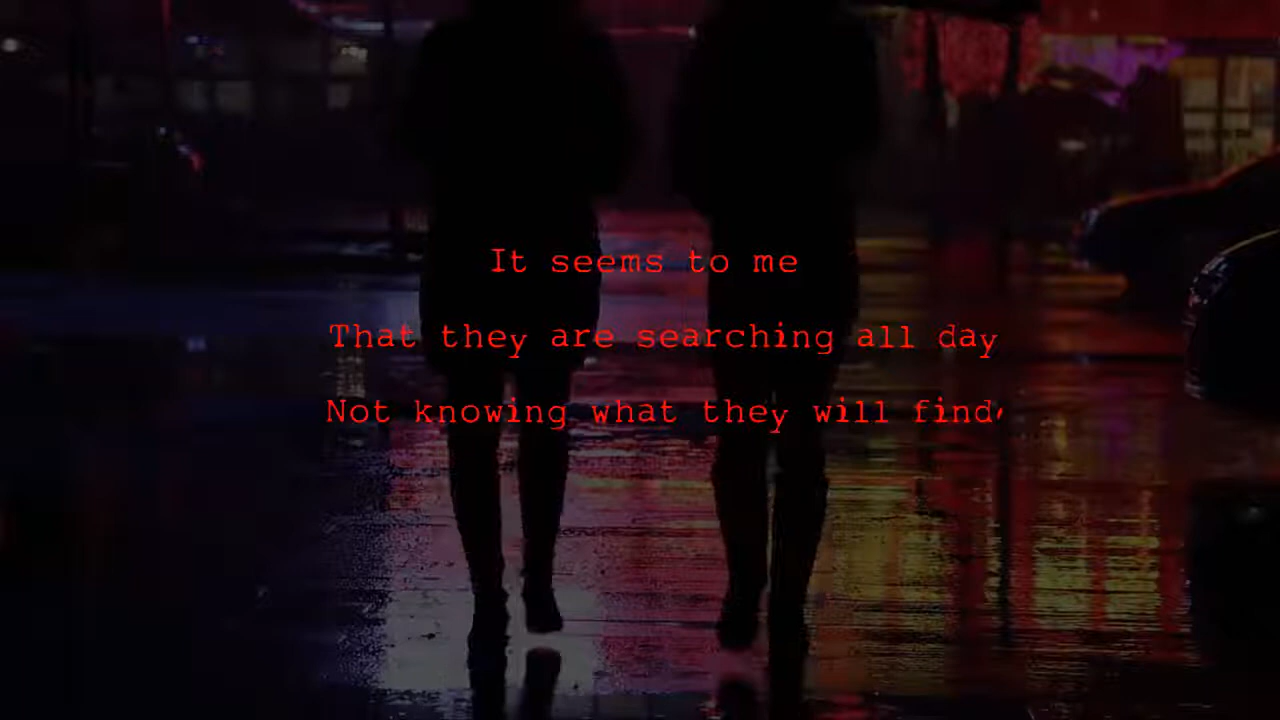 It seems to me
That they are searching all day
Not knowing what they will find,